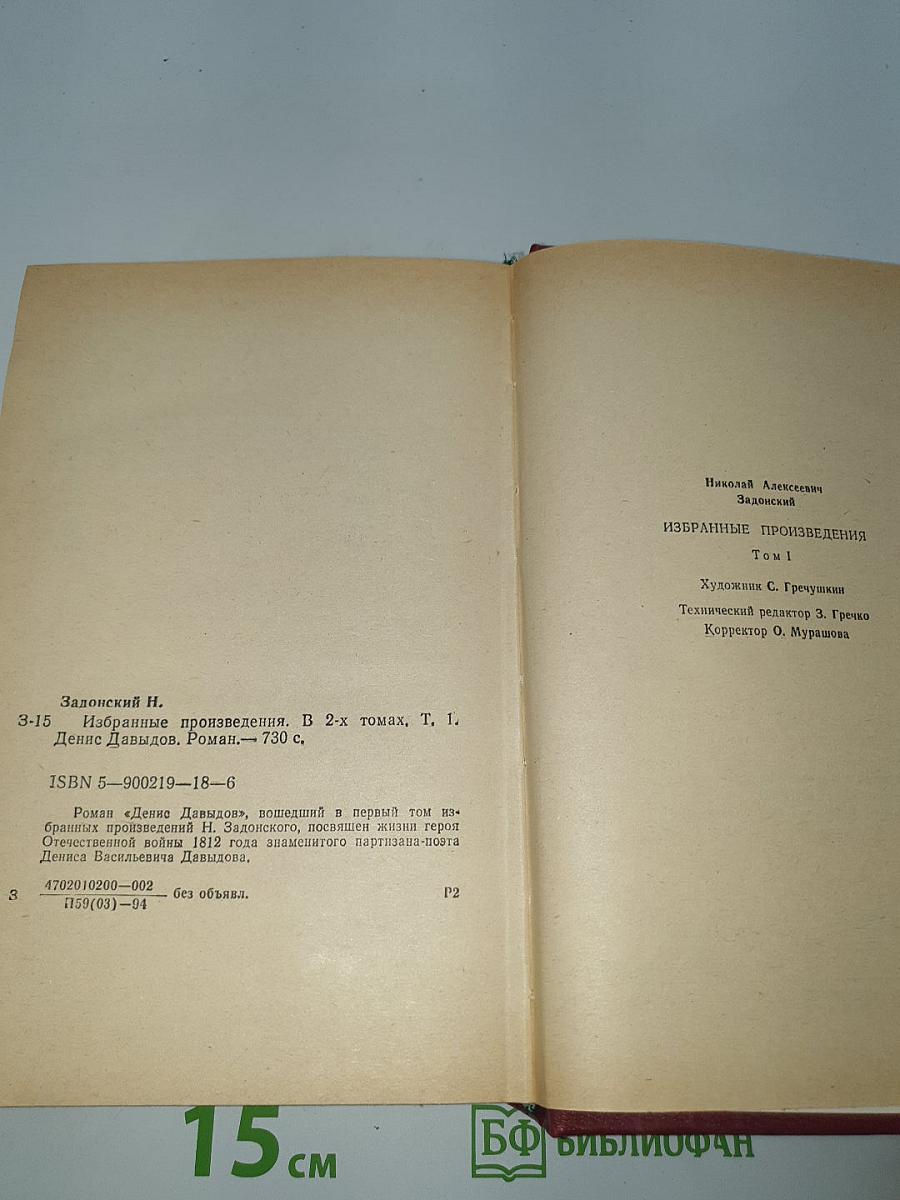 Задонский Н.
З-15 Избранные произведения. В 2-х томах. Т. 1.
Денис Давыдов. Роман.— 730 с.
ISBN 5—900219—18—6
Роман «Денис Давыдов», вошедший в первый том из-
бранных произведений Н. Задонского, посвящен жизни героя
Отечественной войны 1812 года знаменитого партизана-поэта
Дениса Васильевича Давыдова.
З 4702010200—002 без объявл. Р2
П59(03)—94
Николай Алексеевич
Задонский
ИЗБРАННЫЕ ПРОИЗВЕДЕНИЯ
Том I
Художник С. Гречушкин
Технический редактор З. Гречко
Корректор О. Мурашова
15 см
БФ БИБЛИОФАН